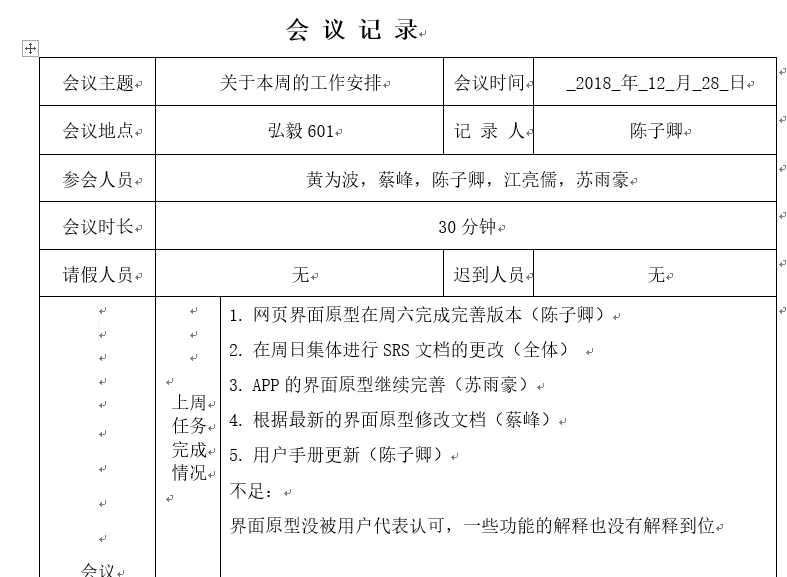 会 议 记 录
会议主题 关于本周的工作安排 会议时间 _2018_年_12_月_28_日
会议地点 弘毅 601 记 录 人 陈子卿
参会人员 黄为波，蔡峰，陈子卿，江亮儒，苏雨豪
会议时长 30 分钟
请假人员 无 迟到人员 无
1. 网页界面原型在周六完成完善版本（陈子卿）
2. 在周日集体进行 SRS 文档的更改（全体）
3. APP 的界面原型继续完善（苏雨豪）
上周
任务
完成
情况
4. 根据最新的界面原型修改文档（蔡峰）
5. 用户手册更新（陈子卿）
不足：
界面原型没被用户代表认可，一些功能的解释也没有解释到位
会议